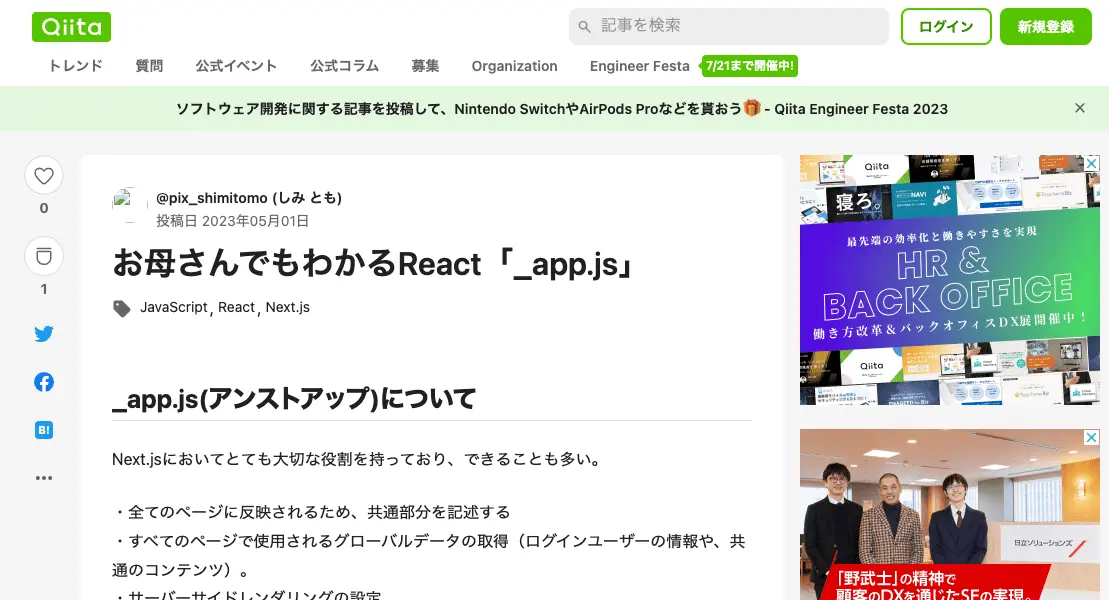 Qiita
記事を検索
ログイン
新規登録
トレンド
質問
公式イベント
公式コラム
募集
Organization
Engineer Festa
7/21まで開催中!
ソフトウェア開発に関する記事を投稿して、Nintendo SwitchやAirPods Proなどを貰おう🎁 - Qiita Engineer Festa 2023
0
1
B!
@pix_shimitomo (しみ とも)
投稿日 2023年05月01日
お母さんでもわかるReact「_app.js」
JavaScript, React, Next.js
_app.js(アンストアップ)について
Next.jsにおいてとても大切な役割を持っており、できることも多い。
・全てのページに反映されるため、共通部分を記述する
・すべてのページで使用されるグローバルデータの取得（ログインユーザーの情報や、共
通のコンテンツ）。
・サーバーサイドレンダリングの設定
Qiita
寝ろ。
最先端の効率化と働きやすさを実現
HR &
BACK OFFICE
働き方改革&バックオフィスDX展開催中！
Qiita
日立ソリューションズ
「野武士」の精神で
顧客のDXを通じたSEの実現。